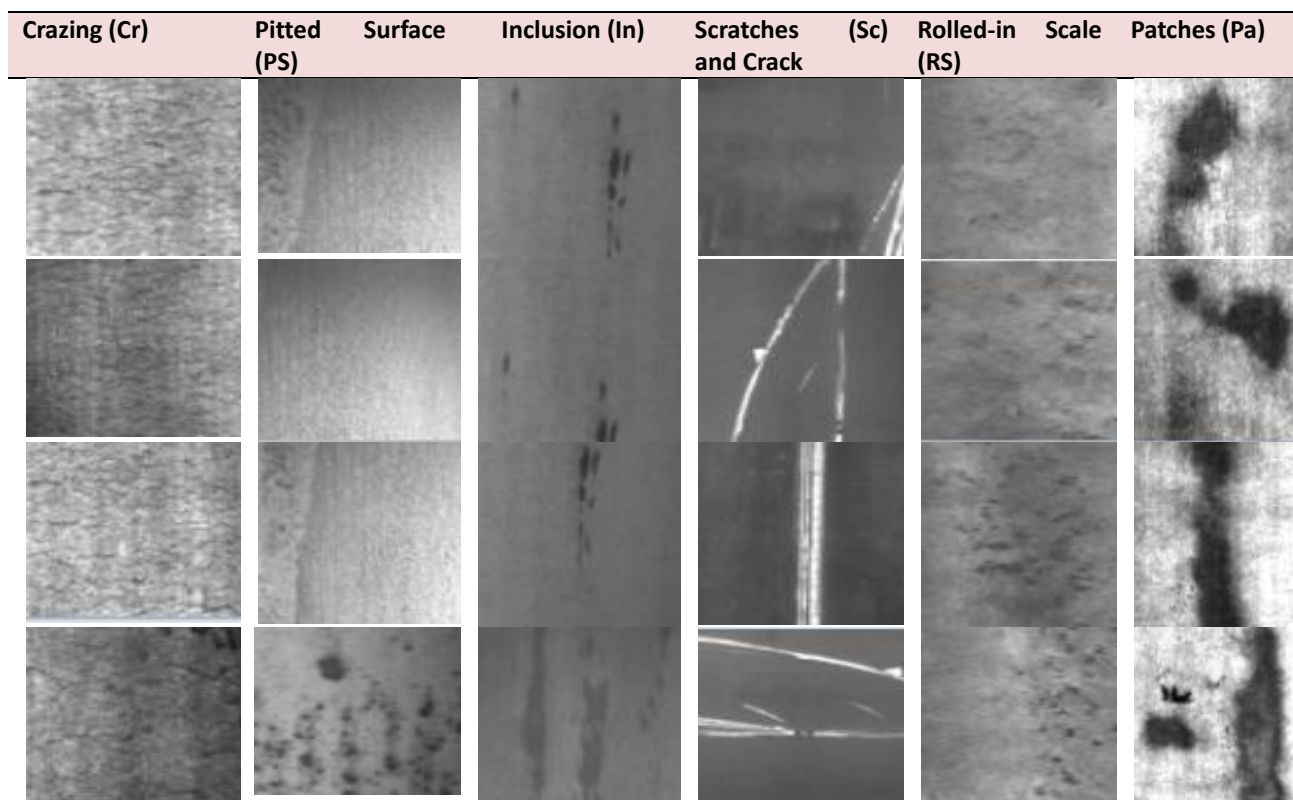 Crazing (Cr)
Pitted Surface
(PS)
Inclusion (In)
Scratches (Sc)
and Crack
Rolled-in Scale
(RS)
Patches (Pa)